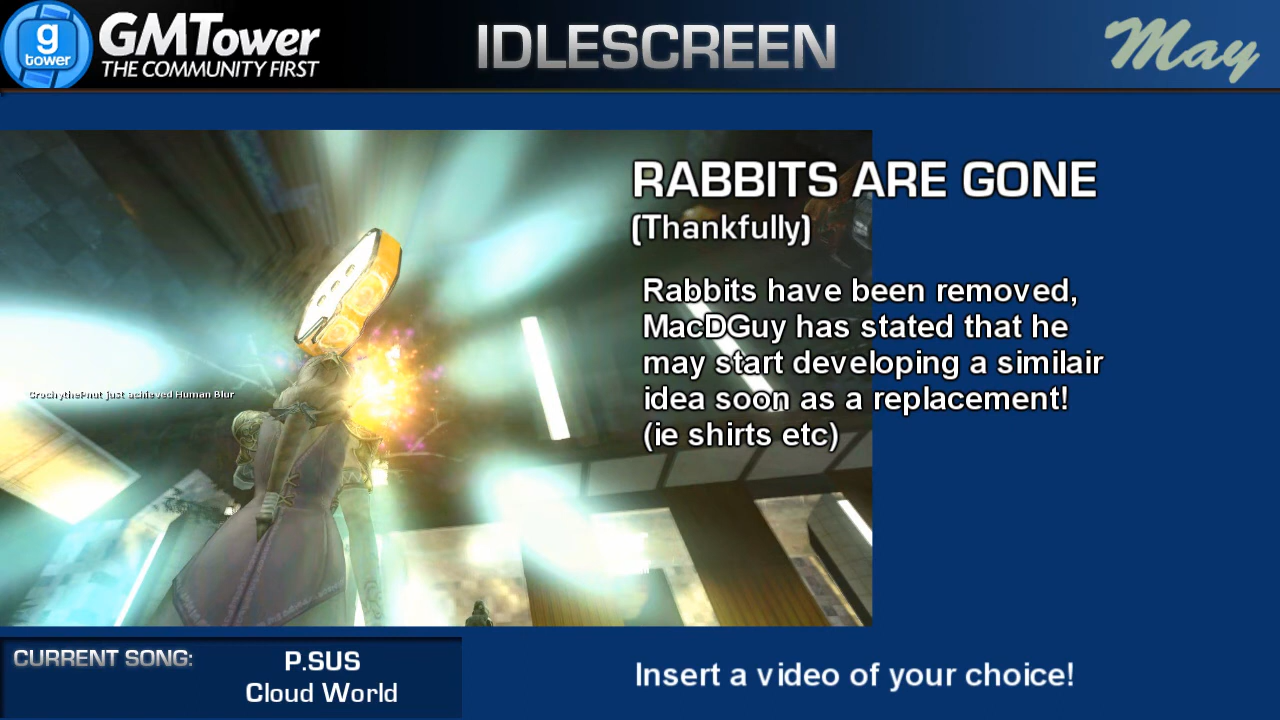 g
tower
GMTower
THE COMMUNITY FIRST
IDLESCREEN
May
RABBITS ARE GONE
(Thankfully)
Rabbits have been removed,
MacDGuy has stated that he
may start developing a similair
idea soon as a replacement!
(ie shirts etc)
GrochythePnut just achieved Human Blur
CURRENT SONG:
P.SUS
Cloud World
Insert a video of your choice!